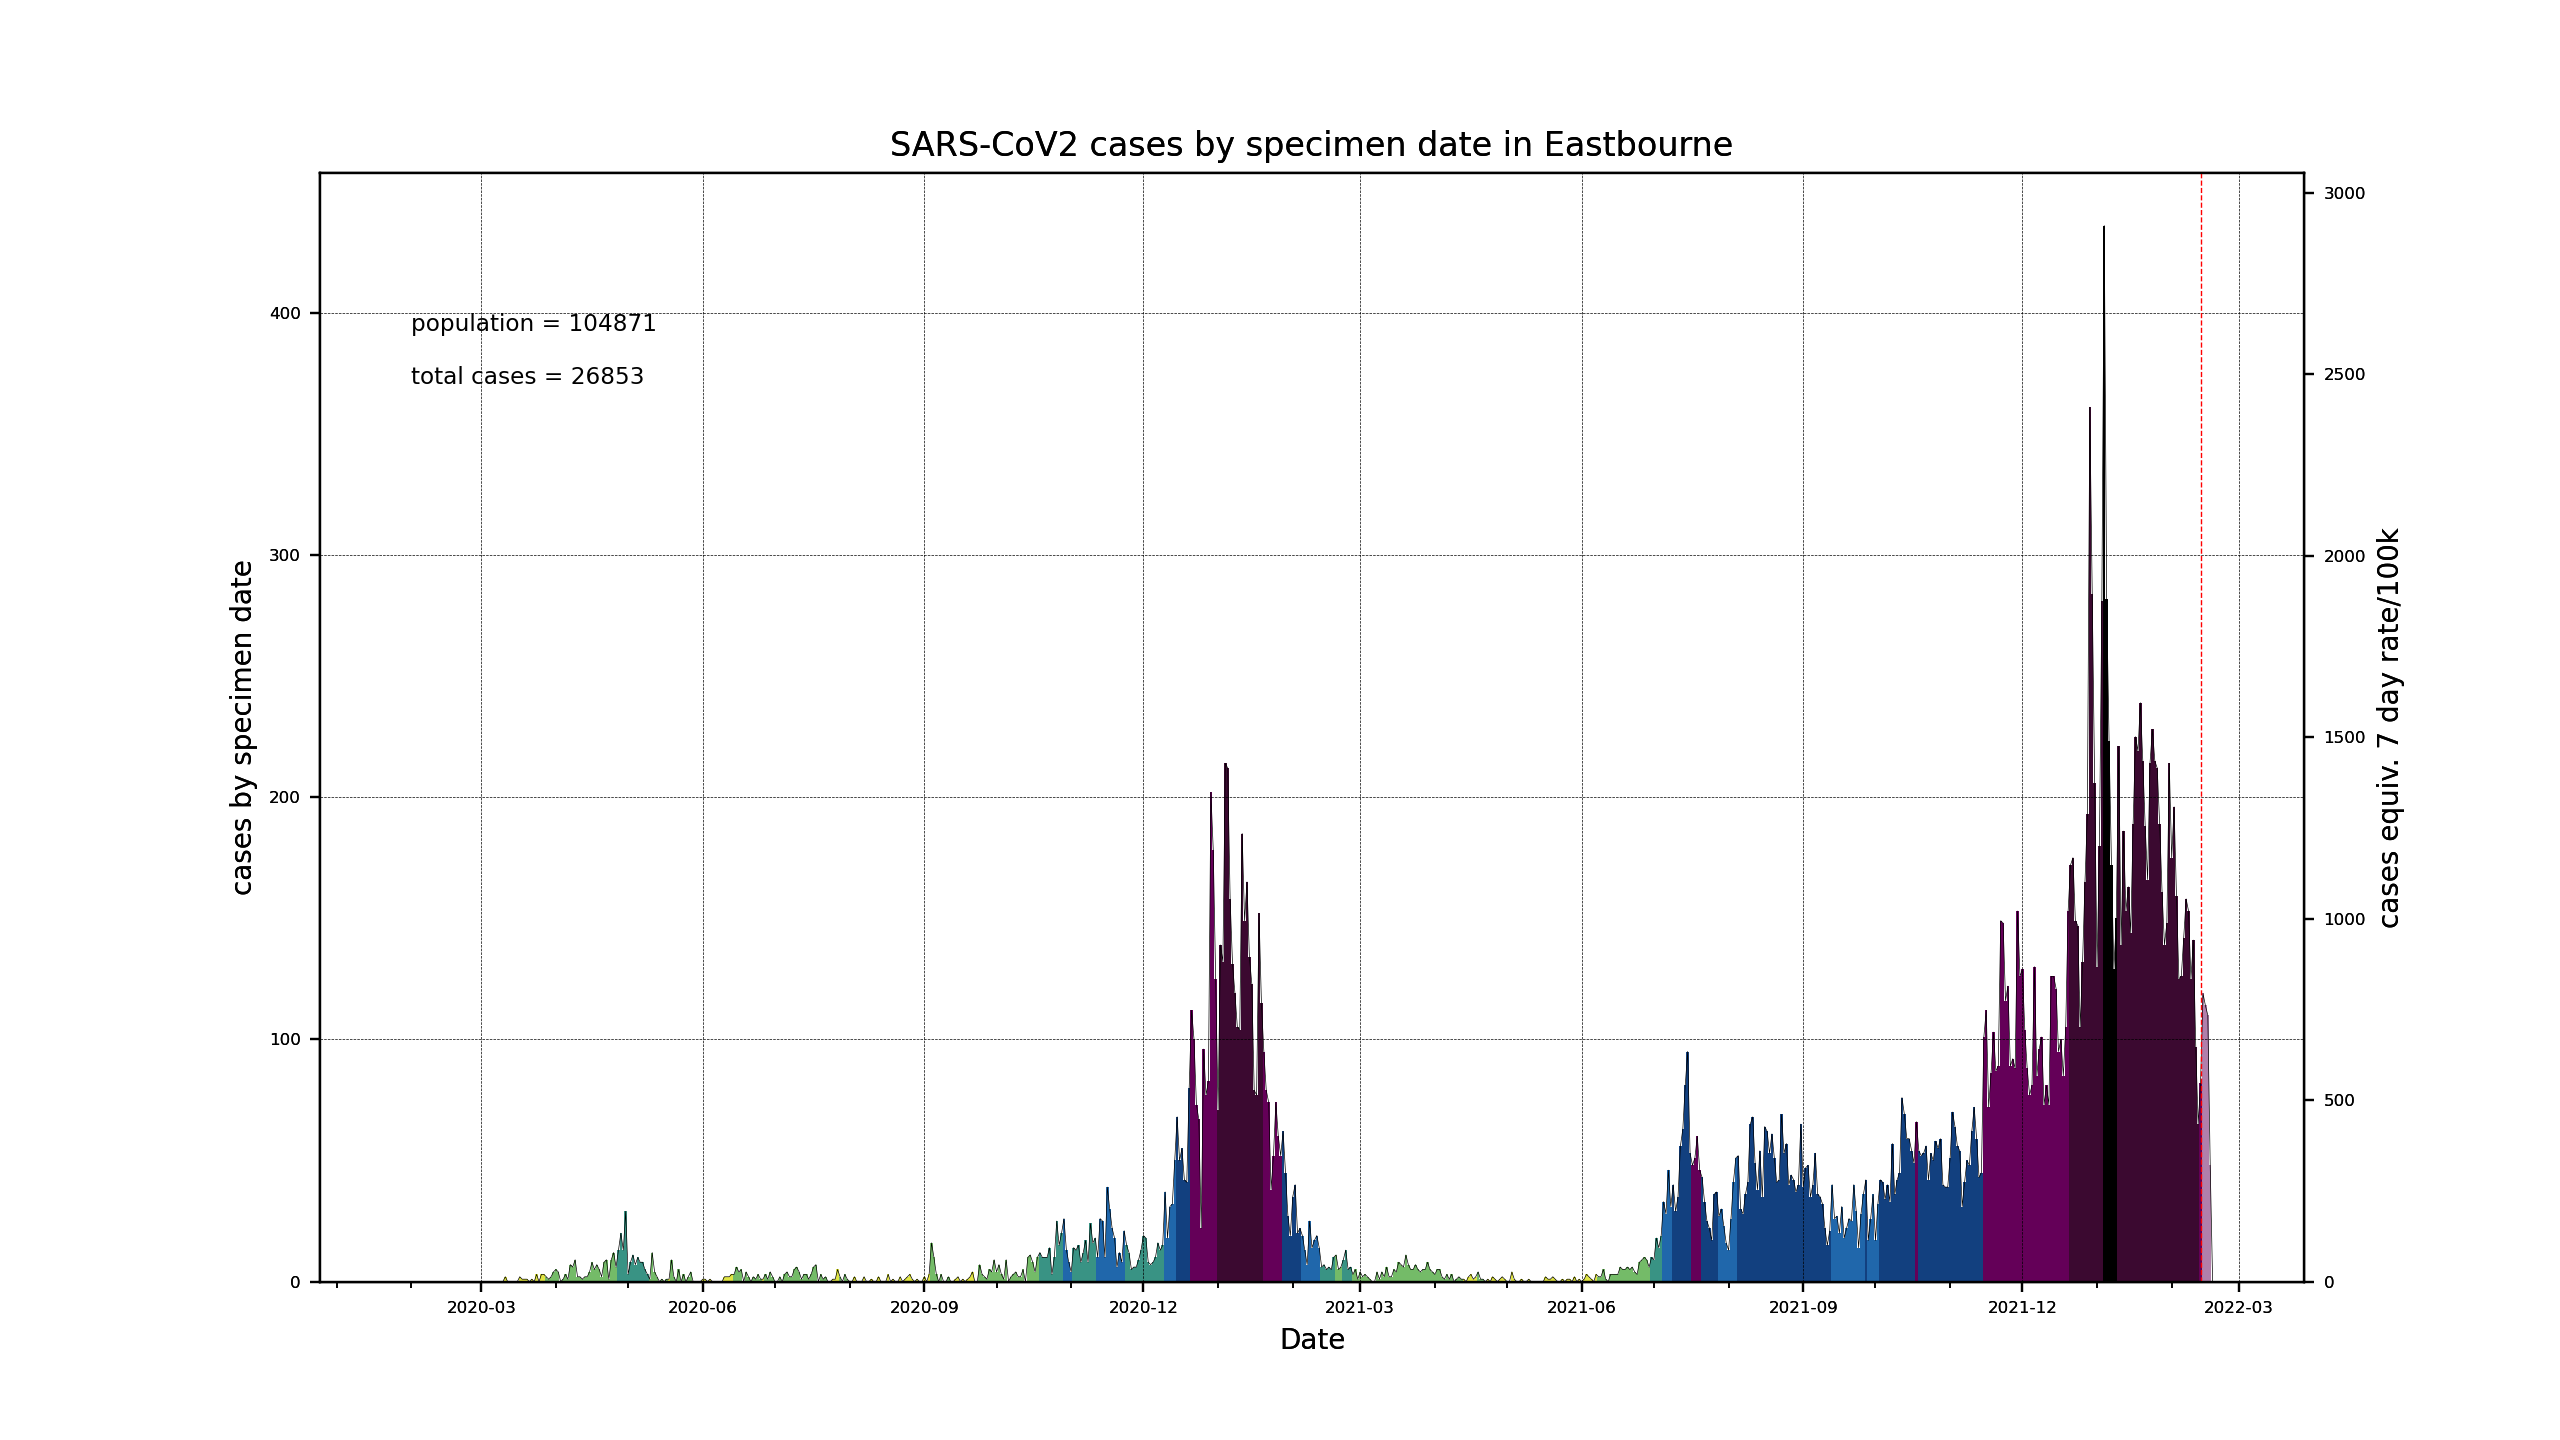 SARS-CoV2 cases by specimen date in Eastbourne
population = 104871
total cases = 26853
cases by specimen date
400
300
200
100
0
3000
2500
2000
1500
1000
500
0
cases equiv. 7 day rate/100k
2020-03 2020-06 2020-09 2020-12 2021-03 2021-06 2021-09 2021-12 2022-03
Date